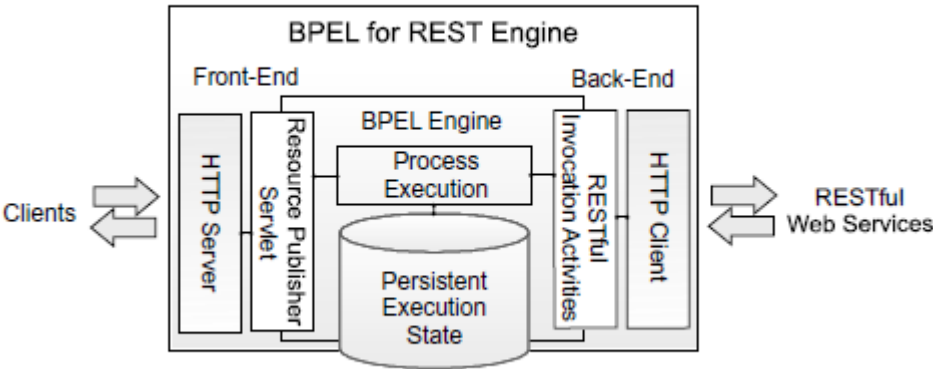 BPEL for REST Engine
Front-End
Back-End
BPEL Engine
Clients
HTTP Server
Resource Publisher
Servlet
Process
Execution
Persistent
Execution
State
RESTful
Invocation Activities
HTTP Client
RESTful
Web Services